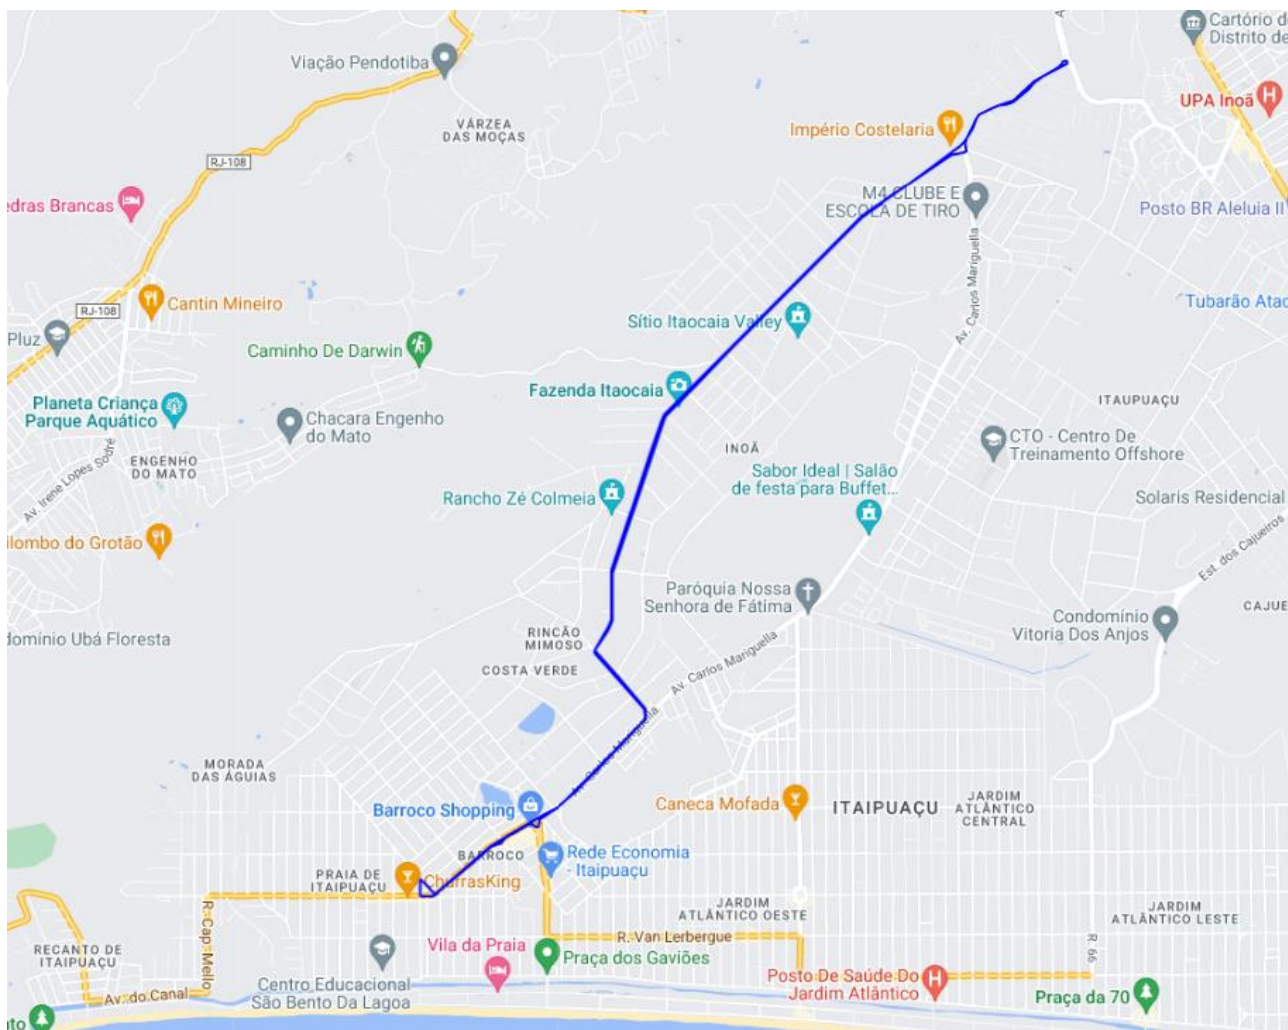 Cartório d
Distrito de
Viação Pendotiba
UPA Inoã
VÁRZEA
DAS MOÇAS
Império Costelaria
RJ-108
M4 CLUBE E
ESCOLA DE TIRO
edras Brancas
Posto BR Aleluia II
Av. Carlos Mariguella
Cantin Mineiro
RJ-108
Tubarão Atac
Sítio Itaocaia Valley
Pluz
Caminho De Darwin
Fazenda Itaocaia
Planeta Criança
Parque Aquático
ITAUPUAÇU
Chacara Engenho
do Mato
CTO - Centro De
Treinamento Offshore
INOÃ
ENGENHO
DO MATO
Av. Irene Lopes Sodré
Sabor Ideal | Salão
de festa para Buffet...
Rancho Zé Colmeia
Solaris Residencial
ilombo do Grotão
Est. dos Cajueiros
Paróquia Nossa
Senhora de Fátima
CAJUE
Condomínio
Vitoria Dos Anjos
domínio Ubá Floresta
RINCÃO
MIMOSO
COSTA VERDE
Av. Carlos Mariguella
Av. Carlos Mariguella
MORADA
DAS ÁGUIAS
Barroco Shopping
Caneca Mofada
ITAIPUAÇU
JARDIM
ATLÂNTICO
CENTRAL
BARROCO
Rede Economia
- Itaipuaçu
PRAIA DE
ITAIPUAÇU
ChurrasKing
JARDIM
ATLÂNTICO OESTE
JARDIM
ATLÂNTICO LESTE
R. Cap. Mello
R. Van Lerbergue
R 66
RECANTO DE
ITAIPUAÇU
Vila da Praia
Praça dos Gaviões
Centro Educacional
São Bento Da Lagoa
Posto De Saúde Do
Jardim Atlântico
Av. do Canal
Praça da 70
nto